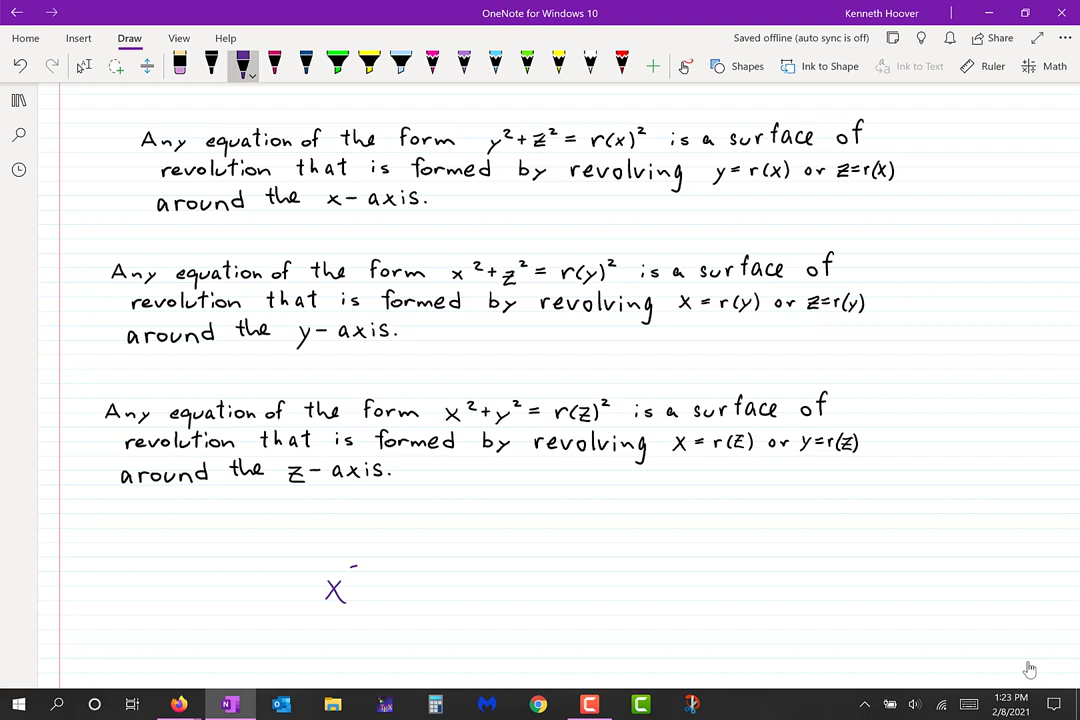 OneNote for Windows 10
Kenneth Hoover
Home Insert Draw View Help
Saved offline (auto sync is off)
Share
Shapes
Ink to Shape
Ink to Text
Ruler
Math
Any equation of the form y² + z² = r(x)² is a surface of
revolution that is formed by revolving y = r(x) or z = r(x)
around the x-axis.
Any equation of the form x² + z² = r(y)² is a surface of
revolution that is formed by revolving x = r(y) or z = r(y)
around the y-axis.
Any equation of the form x² + y² = r(z)² is a surface of
revolution that is formed by revolving x = r(z) or y = r(z)
around the z-axis.
x
1:23 PM
2/8/2021